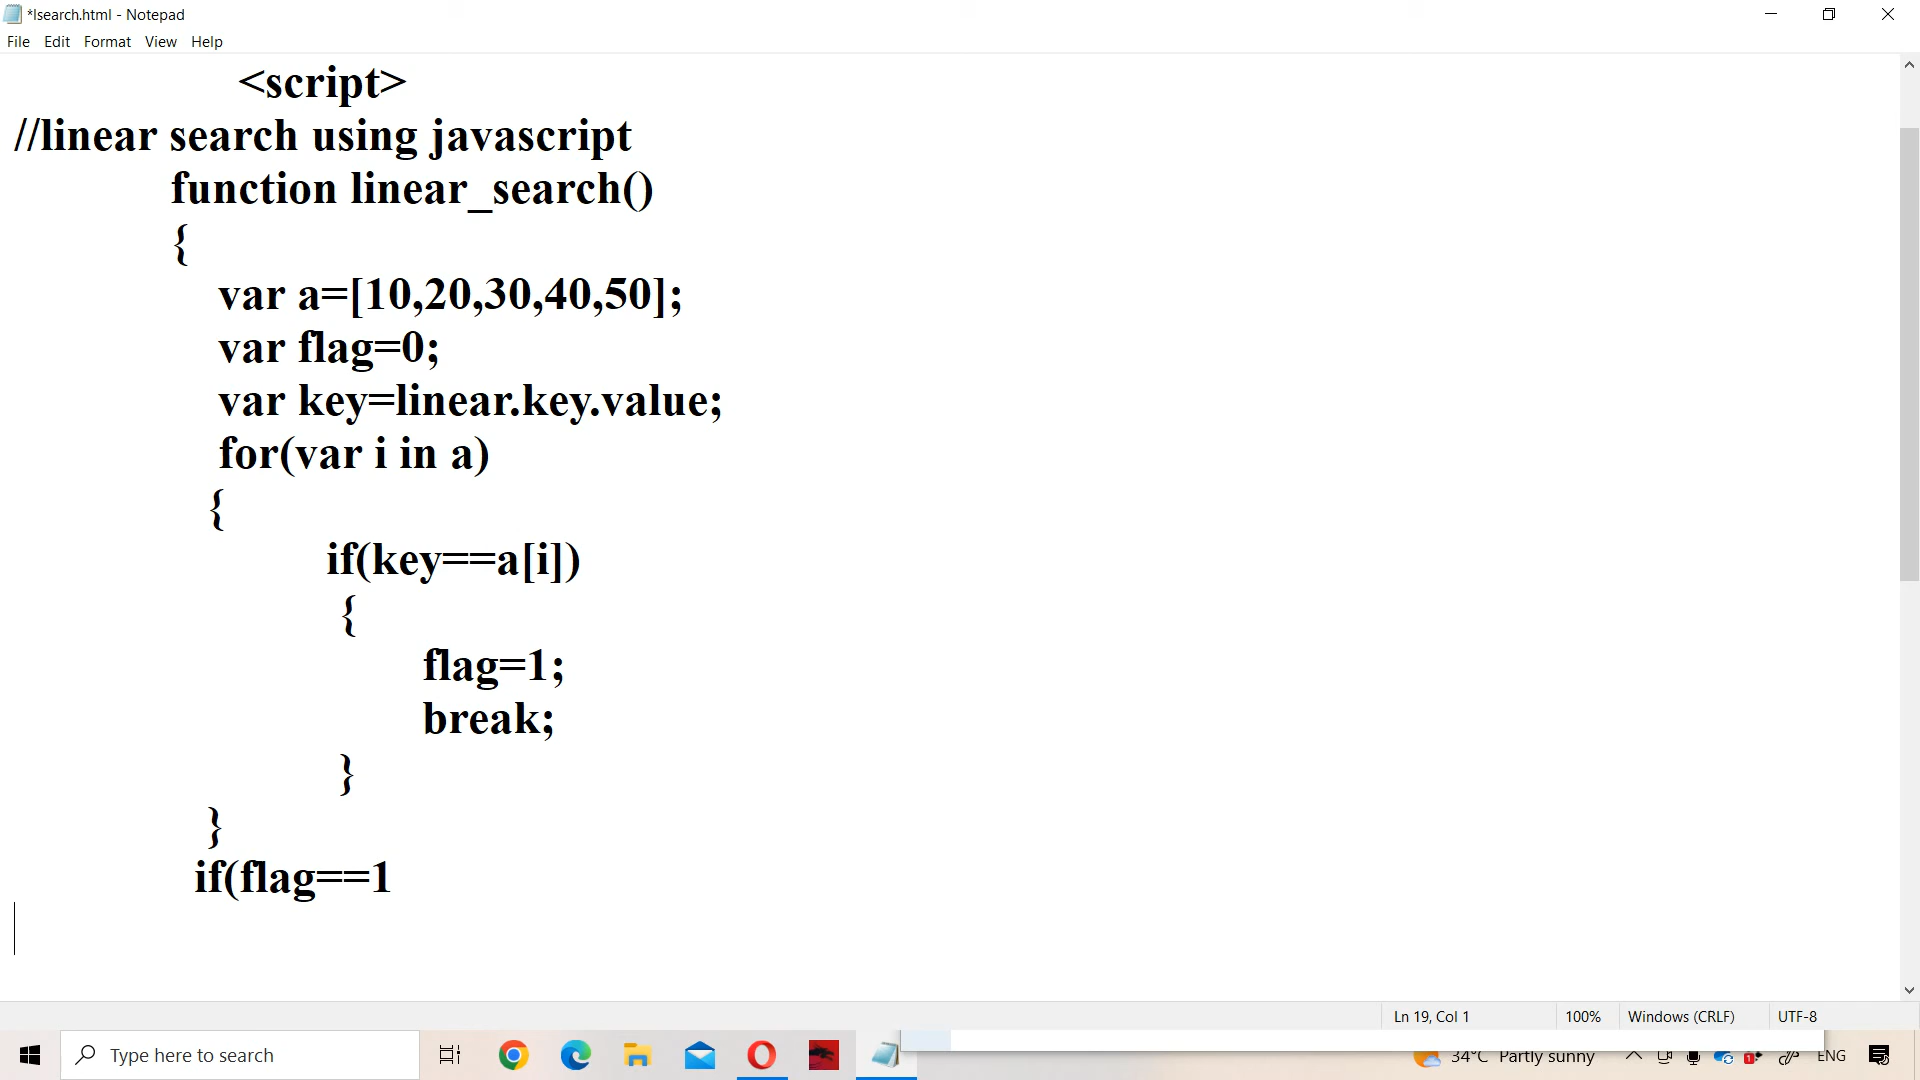 *lsearch.html - Notepad
File Edit Format View Help
<script>
//linear search using javascript
function linear_search()
{
var a=[10,20,30,40,50];
var flag=0;
var key=linear.key.value;
for(var i in a)
{
if(key==a[i])
{
flag=1;
break;
}
}
if(flag==1
Ln 19, Col 1 100% Windows (CRLF) UTF-8
Type here to search 34°C Partly sunny ENG